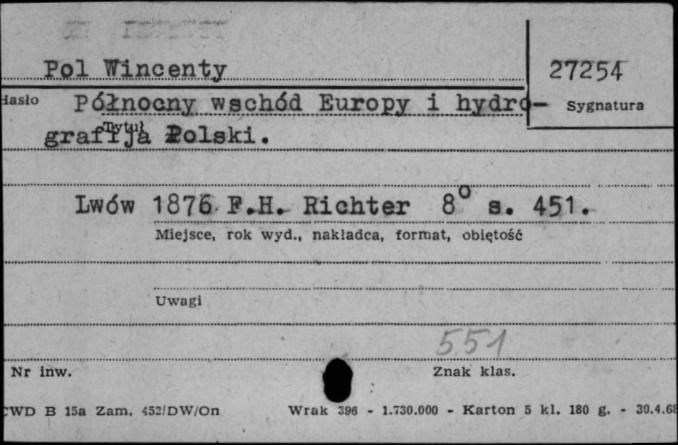 Pol Wincenty
27254
Hasło
Północny wschód Europy i hydro-
Sygnatura
Tytuł
grafija Polski.
Lwów 1876 F.H. Richter 8° s. 451.
Miejsce, rok wyd., nakładca, format, obiętość
Uwagi
551
Nr inw.
Znak klas.
CWD B 15a Zam. 452/DW/On
Wrak 396 - 1.730.000 - Karton 5 kl. 180 g. - 30.4.68